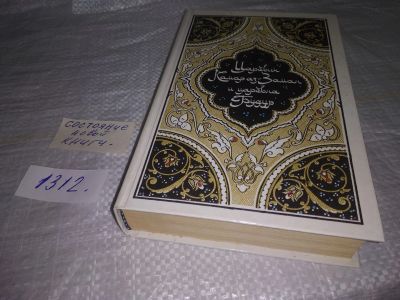 Царевич
Камар аз-Заман
и царевна
Будур
состояние
новой
книги.
1312.